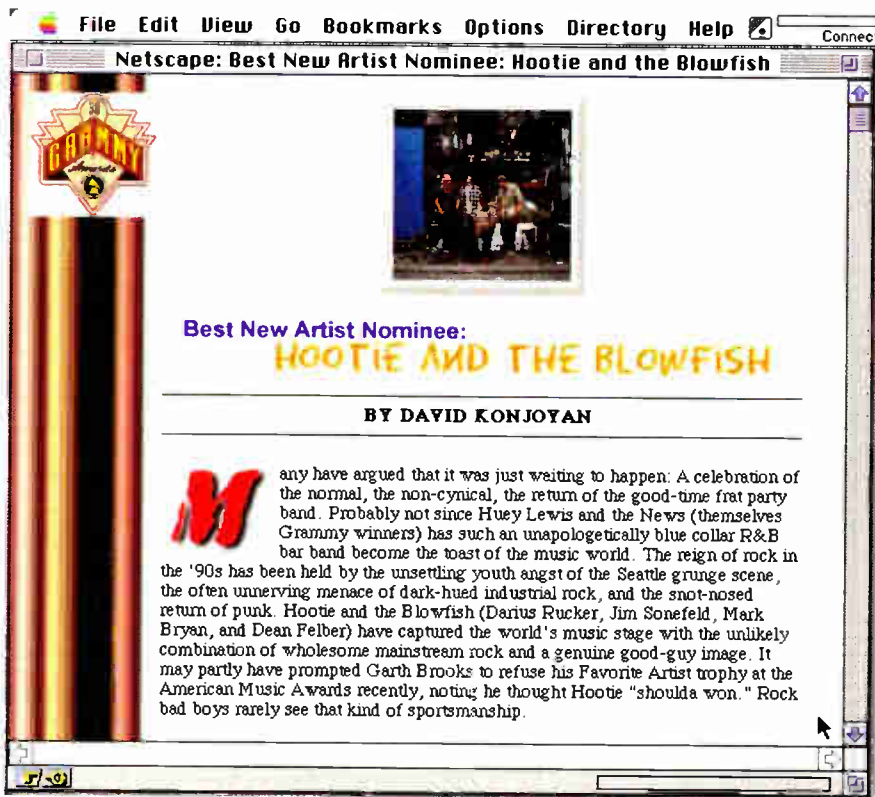 File Edit View Go Bookmarks Options Directory Help
Connec
Netscape: Best New Artist Nominee: Hootie and the Blowfish
38
GRAMMY
Awards
Best New Artist Nominee:
HOOTIE AND THE BLOWFISH
BY DAVID KONJOYAN
Many have argued that it was just waiting to happen: A celebration of
the normal, the non-cynical, the return of the good-time frat party
band. Probably not since Huey Lewis and the News (themselves
Grammy winners) has such an unapologetically blue collar R&B
bar band become the toast of the music world. The reign of rock in
the '90s has been held by the unsettling youth angst of the Seattle grunge scene,
the often unnerving menace of dark-hued industrial rock, and the snot-nosed
return of punk. Hootie and the Blowfish (Darius Rucker, Jim Sonefeld, Mark
Bryan, and Dean Felber) have captured the world's music stage with the unlikely
combination of wholesome mainstream rock and a genuine good-guy image. It
may partly have prompted Garth Brooks to refuse his Favorite Artist trophy at the
American Music Awards recently, noting he thought Hootie "shoulda won." Rock
bad boys rarely see that kind of sportsmanship.